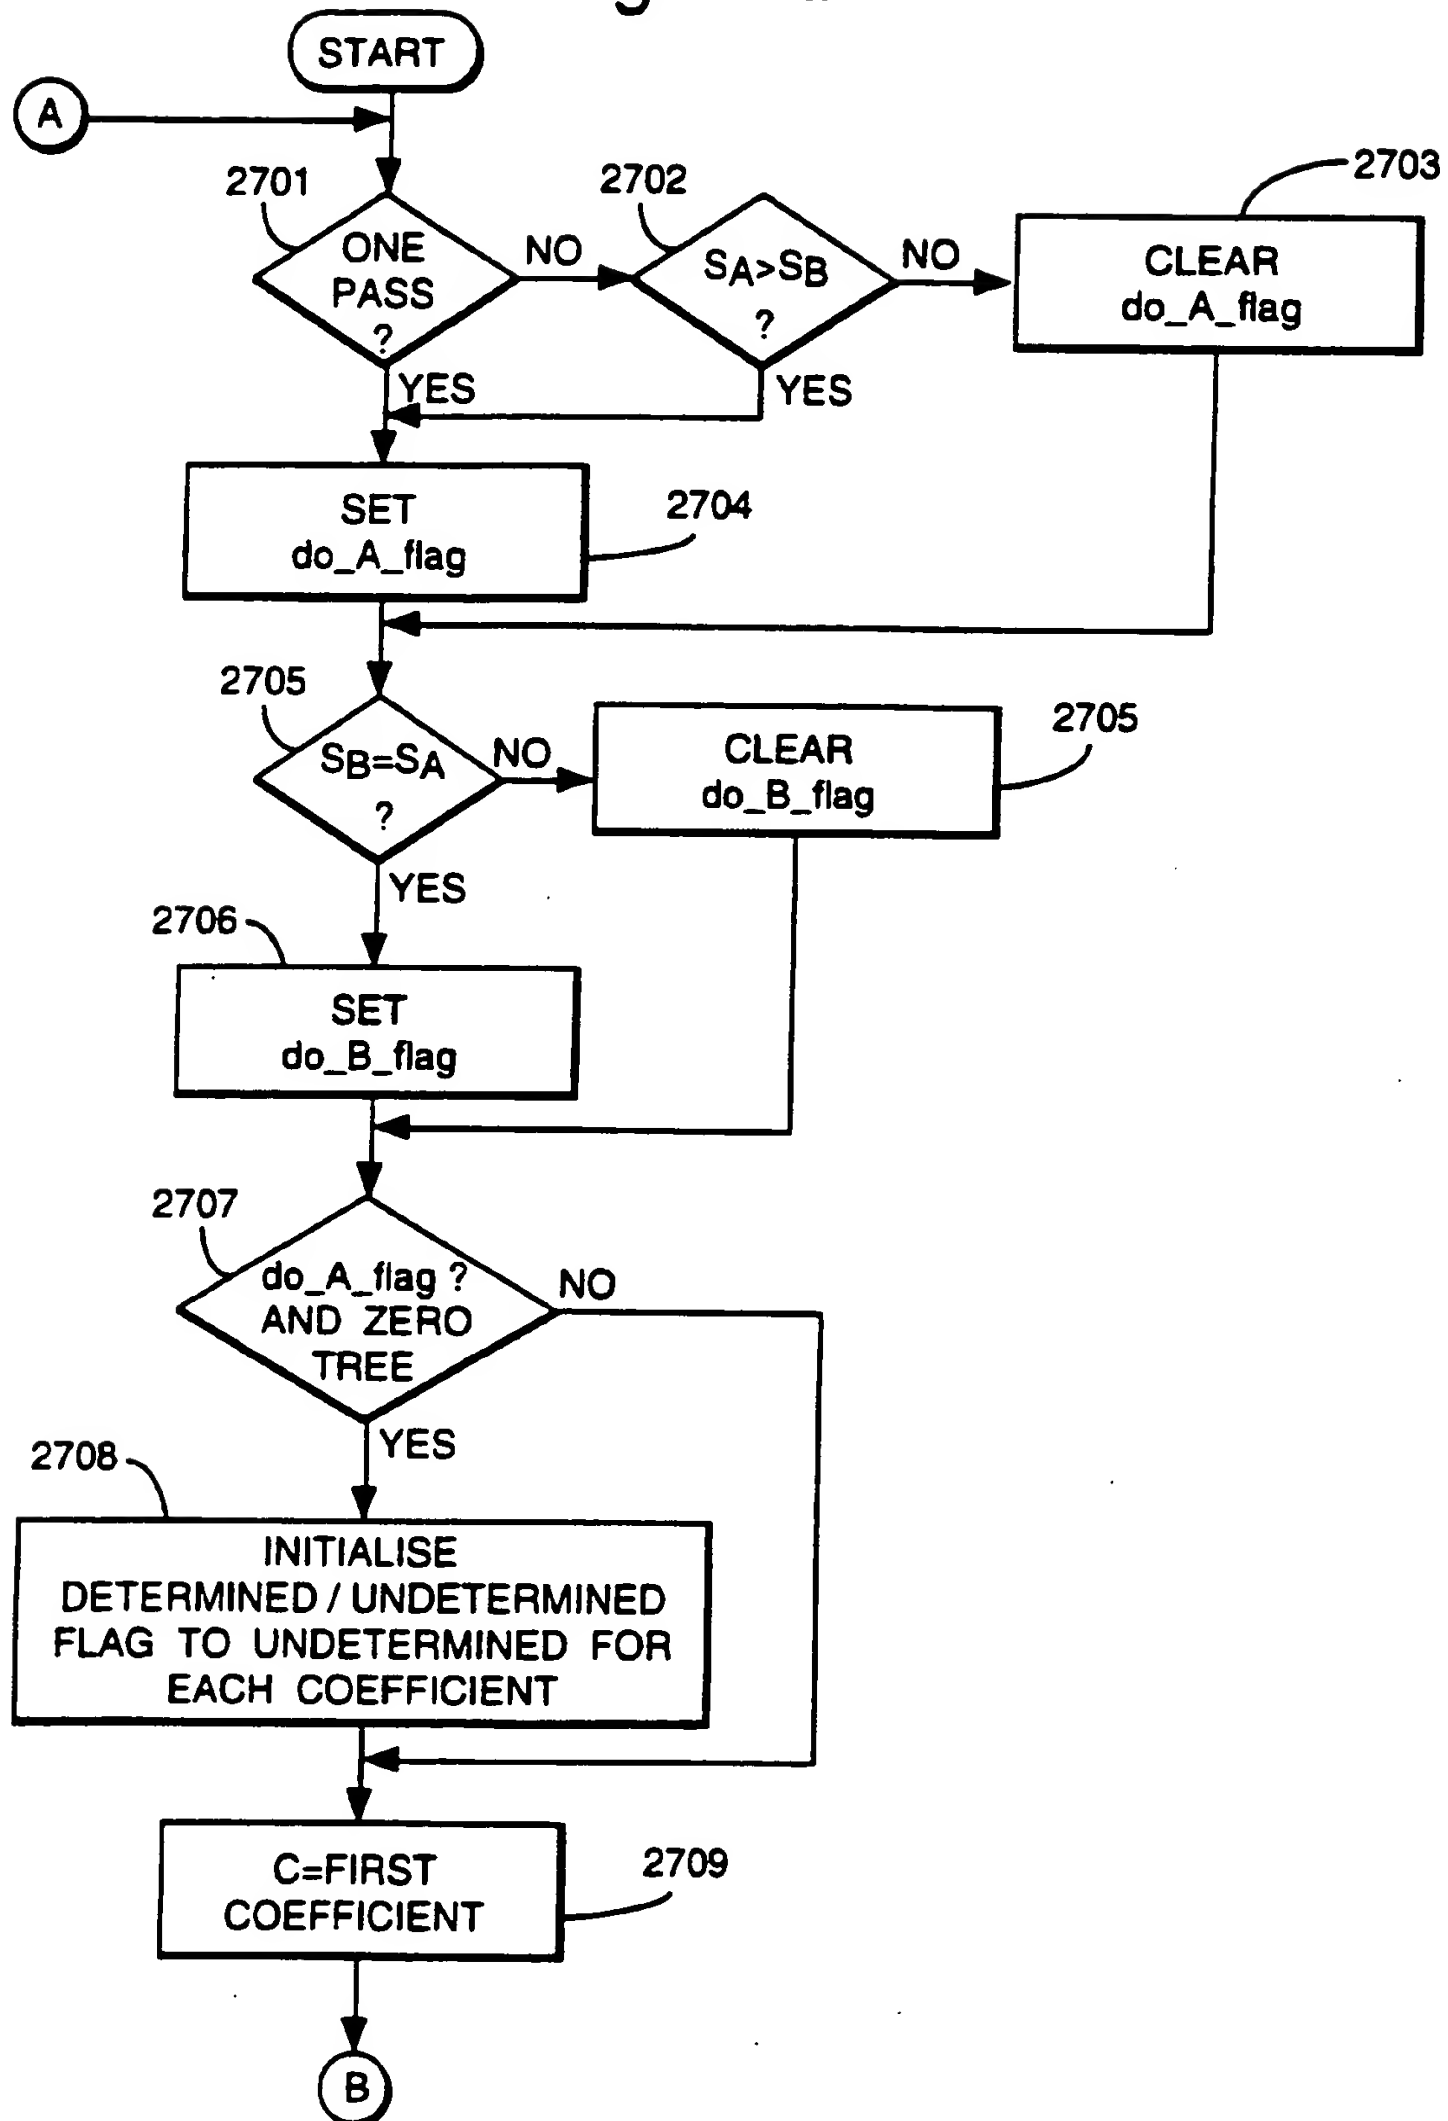 START
A
2701
ONE
PASS
?
NO
YES
2702
SA>SB
?
NO
YES
2703
CLEAR
do_A_flag
SET
do_A_flag
2704
2705
SB=SA
?
NO
YES
CLEAR
do_B_flag
2705
2706
SET
do_B_flag
2707
do_A_flag ?
AND ZERO
TREE
NO
YES
2708
INITIALISE
DETERMINED / UNDETERMINED
FLAG TO UNDETERMINED FOR
EACH COEFFICIENT
C=FIRST
COEFFICIENT
2709
B